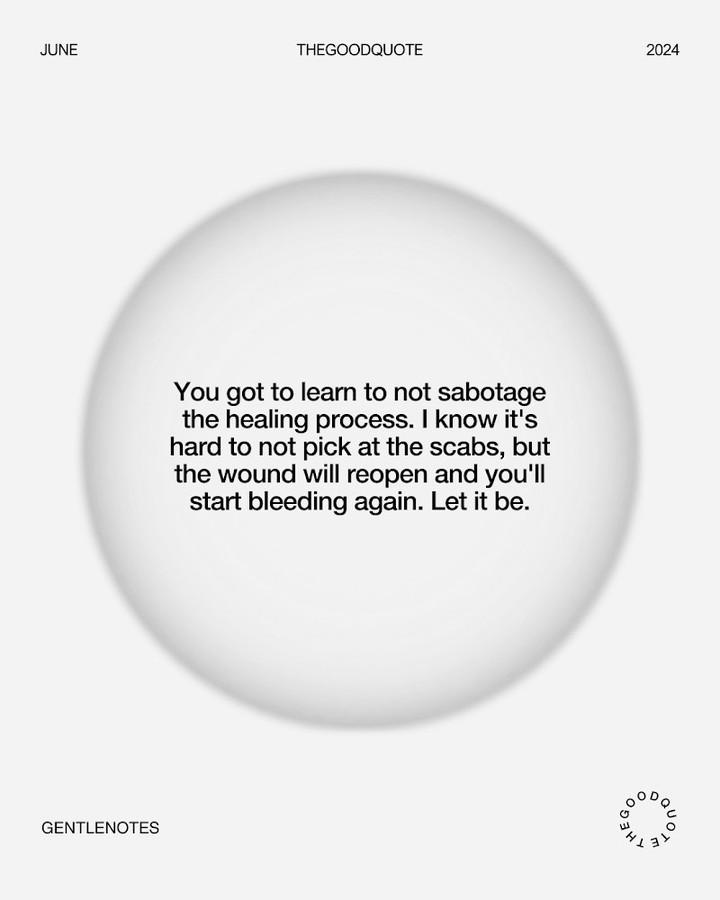 JUNE THEGOODQUOTE 2024
You got to learn to not sabotage
the healing process. I know it's
hard to not pick at the scabs, but
the wound will reopen and you'll
start bleeding again. Let it be.
GENTLENOTES
THEGOODQUOTE